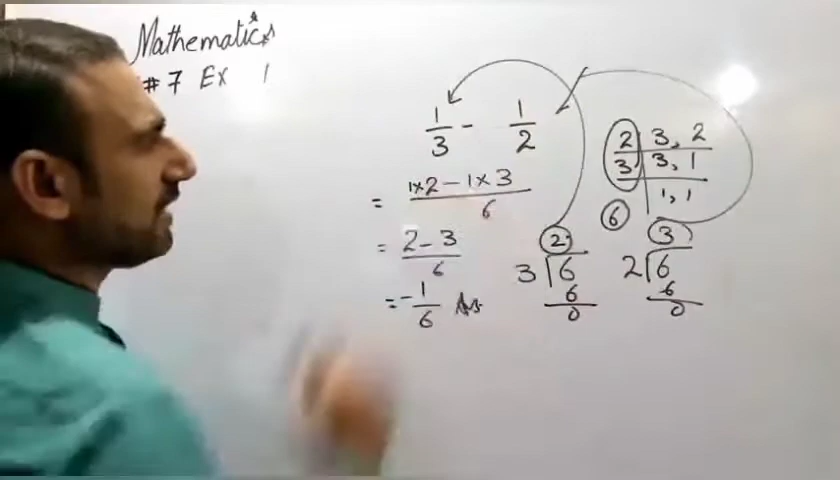 Mathematics
#7 Ex 1
1/3 - 1/2
= 1×2 - 1×3 / 6
= 2 - 3 / 6
= - 1/6 Ans
2 | 3, 2
3 | 3, 1
| 1, 1
6
2
3 | 6
6
0
3
2 | 6
6
0